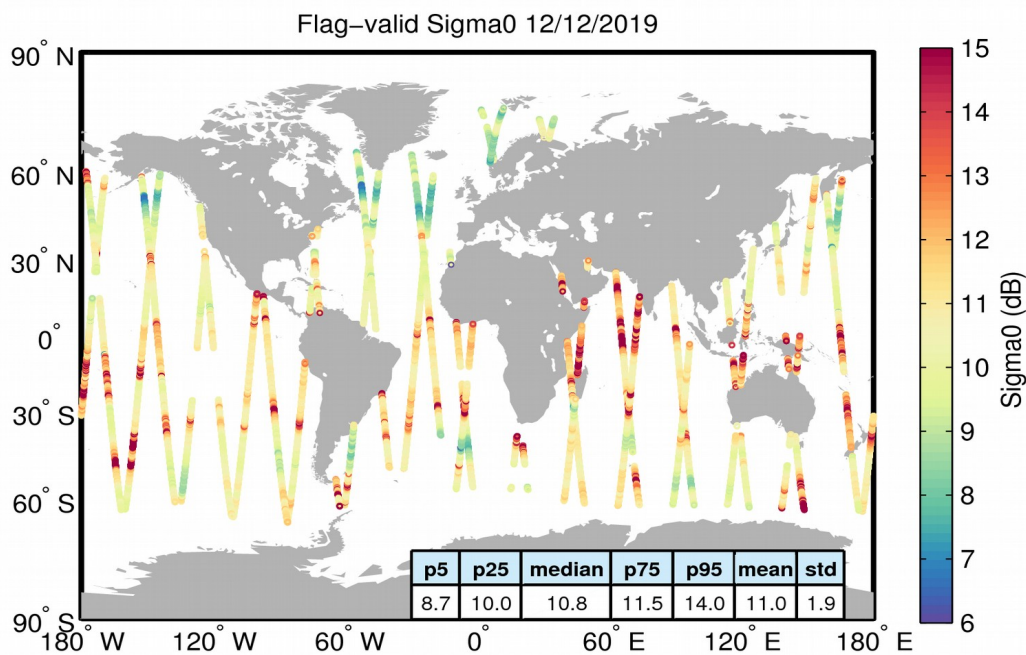 Flag-valid Sigma0 12/12/2019
90° N
60° N
30° N
0°
30° S
60° S
90° S
180° W
120° W
60° W
0°
60° E
120° E
180° E
15
14
13
12
11
10
9
8
7
6
Sigma0 (dB)
p5 p25 median p75 p95 mean std
8.7 10.0 10.8 11.5 14.0 11.0 1.9